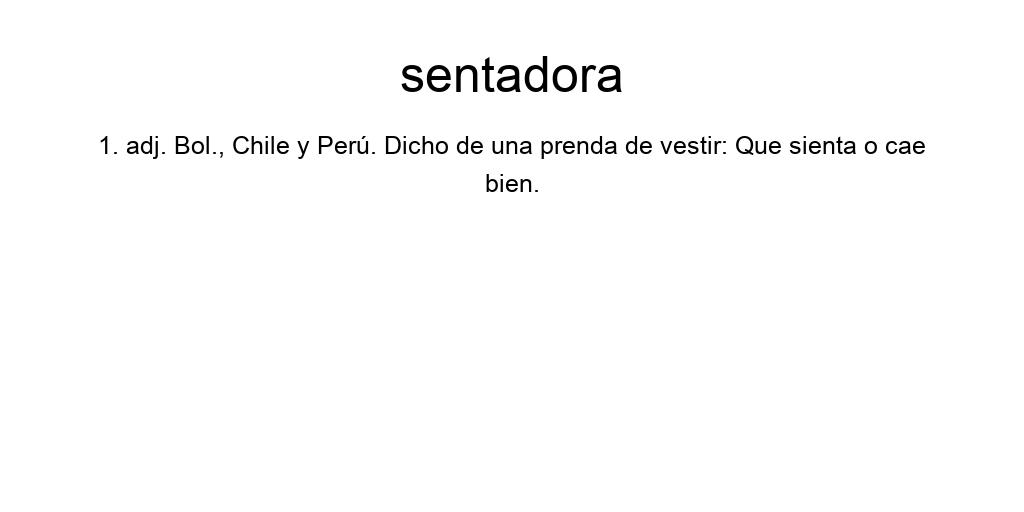 sentadora
1. adj. Bol., Chile y Perú. Dicho de una prenda de vestir: Que sienta o cae
bien.